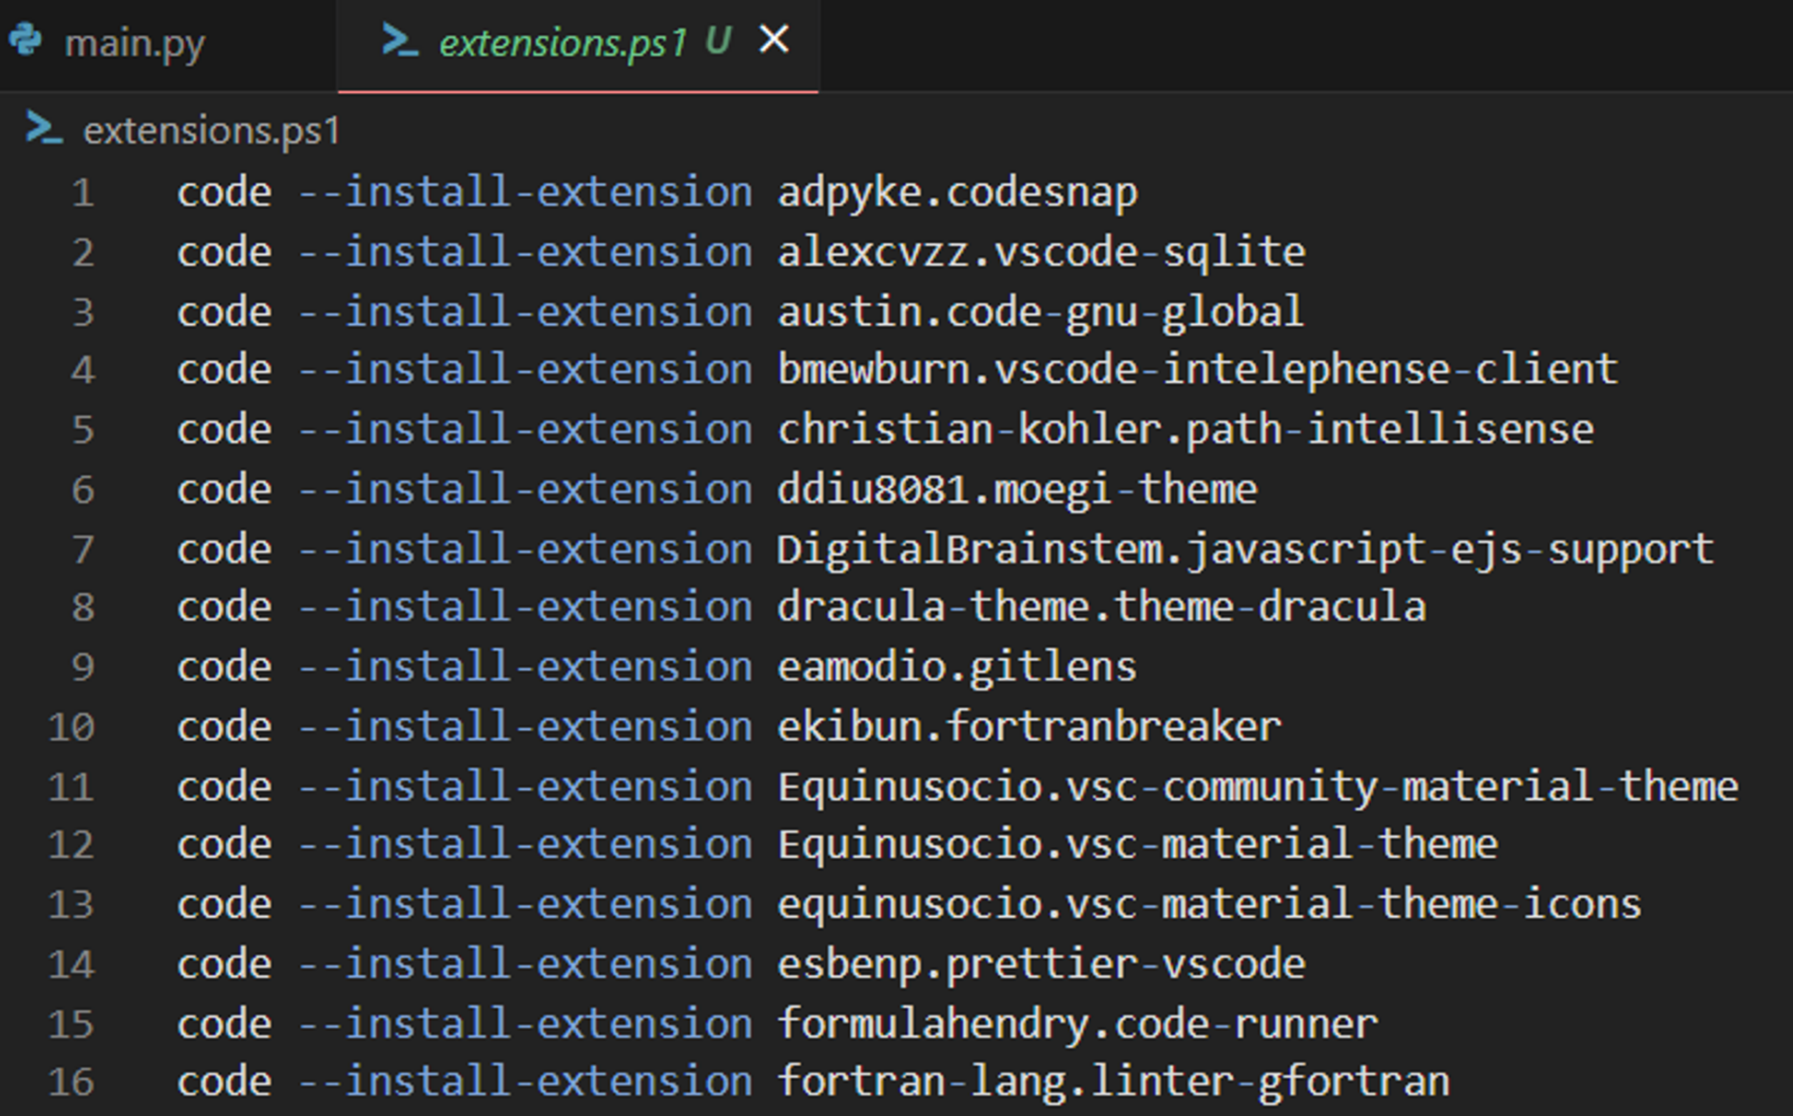 main.py extensions.ps1 U
extensions.ps1
1 code --install-extension adpyke.codesnap
2 code --install-extension alexcvzz.vscode-sqlite
3 code --install-extension austin.code-gnu-global
4 code --install-extension bmewburn.vscode-intelephense-client
5 code --install-extension christian-kohler.path-intellisense
6 code --install-extension ddiu8081.moegi-theme
7 code --install-extension DigitalBrainstem.javascript-ejs-support
8 code --install-extension dracula-theme.theme-dracula
9 code --install-extension eamodio.gitlens
10 code --install-extension ekibun.fortranbreaker
11 code --install-extension Equinusocio.vsc-community-material-theme
12 code --install-extension Equinusocio.vsc-material-theme
13 code --install-extension equinusocio.vsc-material-theme-icons
14 code --install-extension esbenp.prettier-vscode
15 code --install-extension formulahendry.code-runner
16 code --install-extension fortran-lang.linter-gfortran